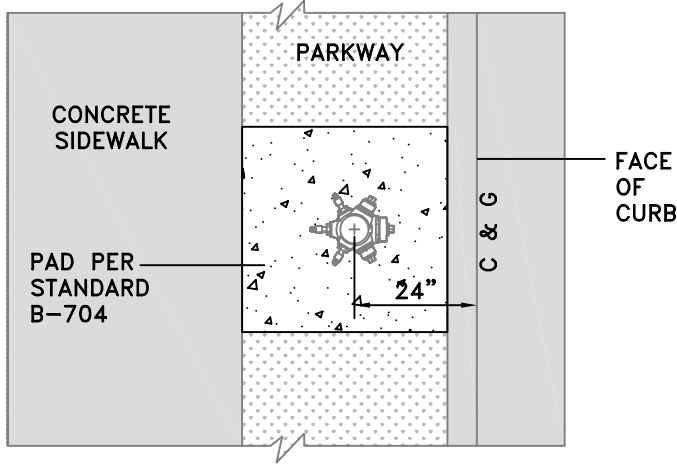 PARKWAY
CONCRETE
SIDEWALK
FACE
OF
CURB
C & G
PAD PER
STANDARD
B-704
24"